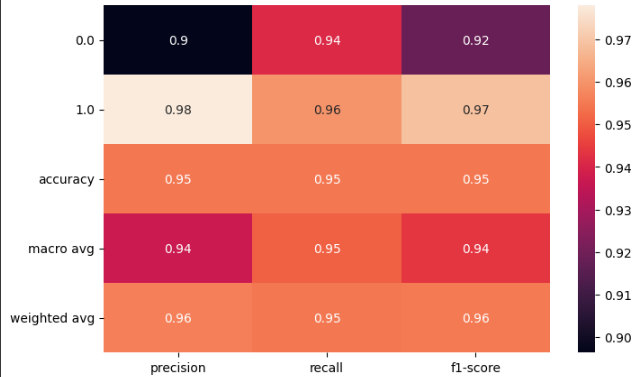 0.0 0.9 0.94 0.92
1.0 0.98 0.96 0.97
accuracy 0.95 0.95 0.95
macro avg 0.94 0.95 0.94
weighted avg 0.96 0.95 0.96
precision recall f1-score
0.97
0.96
0.95
0.94
0.93
0.92
0.91
0.90